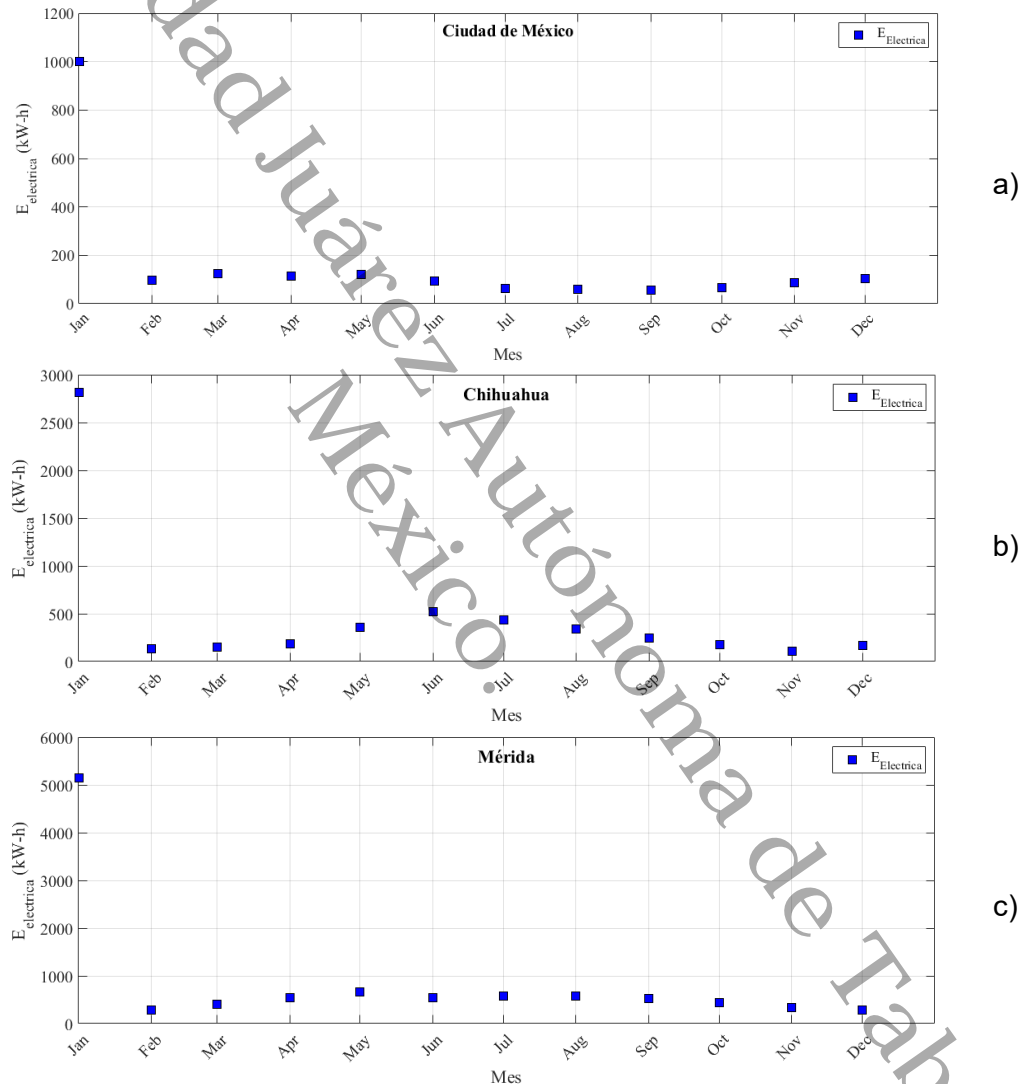 Ciudad de México
E_Electrica
1200
1000
800
600
400
200
0
E_electrica (kW-h)
Jan Feb Mar Apr May Jun Jul Aug Sep Oct Nov Dec
Mes
a)
Chihuahua
E_Electrica
3000
2500
2000
1500
1000
500
0
E_electrica (kW-h)
Jan Feb Mar Apr May Jun Jul Aug Sep Oct Nov Dec
Mes
b)
Mérida
E_Electrica
6000
5000
4000
3000
2000
1000
0
E_electrica (kW-h)
Jan Feb Mar Apr May Jun Jul Aug Sep Oct Nov Dec
Mes
c)
dad Juárez Autónoma de Tab
México.